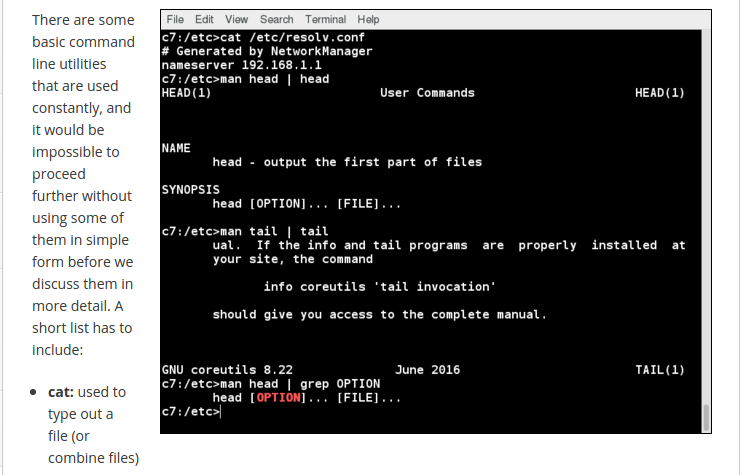 There are some
basic command
line utilities
that are used
constantly, and
it would be
impossible to
proceed
further without
using some of
them in simple
form before we
discuss them in
more detail. A
short list has to
include:
• cat: used to
type out a
file (or
combine files)
File Edit View Search Terminal Help
c7:/etc>cat /etc/resolv.conf
# Generated by NetworkManager
nameserver 192.168.1.1
c7:/etc>man head | head
HEAD(1) User Commands HEAD(1)
NAME
head - output the first part of files
SYNOPSIS
head [OPTION]... [FILE]...
c7:/etc>man tail | tail
ual. If the info and tail programs are properly installed at
your site, the command
info coreutils 'tail invocation'
should give you access to the complete manual.
GNU coreutils 8.22 June 2016 TAIL(1)
c7:/etc>man head | grep OPTION
head [OPTION]... [FILE]...
c7:/etc>